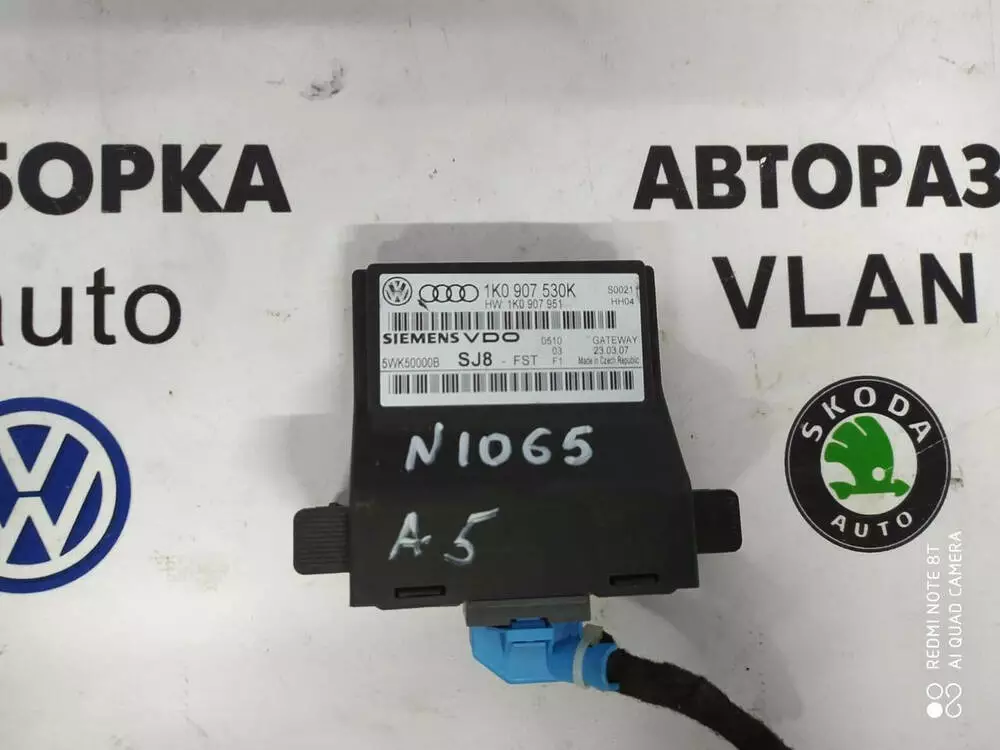 БОРКА
АВТОРАЗ
auto
VLAN
1K0 907 530K
S0021
HW 1K0 907 951
HH04
SIEMENS VDO
0510
GATEWAY
5WK50000B
SJ8 - FST
03
F1
23.03.07
Made in Czech Republic
N1065
A5
SKODA
AUTO
REDMI NOTE 8T
AI QUAD CAMERA